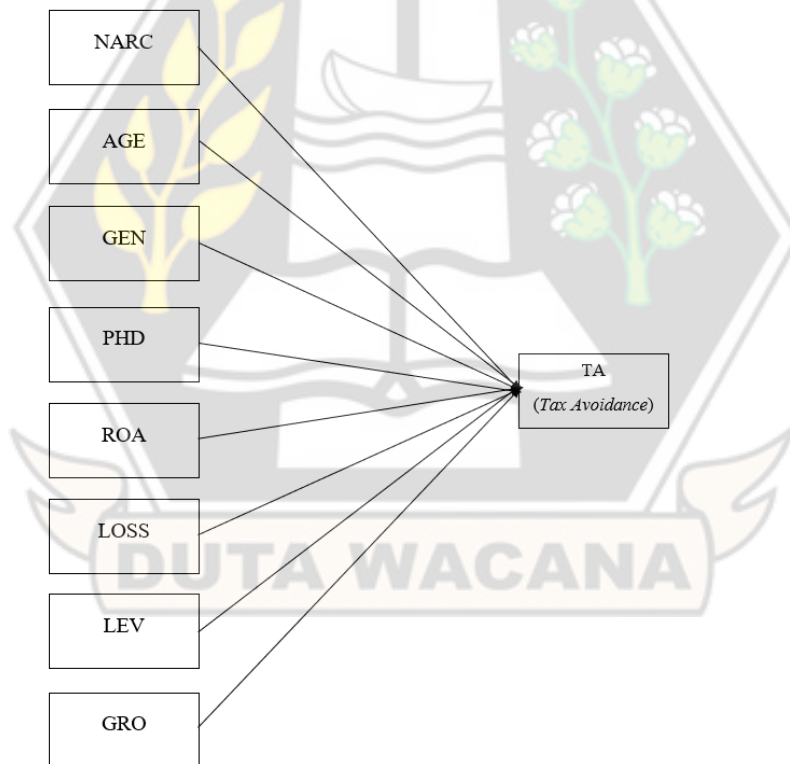 NARC
AGE
GEN
PHD
ROA
LOSS
LEV
GRO
TA
(Tax Avoidance)
DUTA WACANA